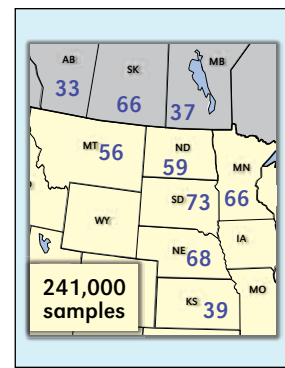 AB
33
SK
66
MB
37
MT 56
ND
59
MN
66
SD 73
WY
NE 68
IA
KS 39
MO
241,000
samples